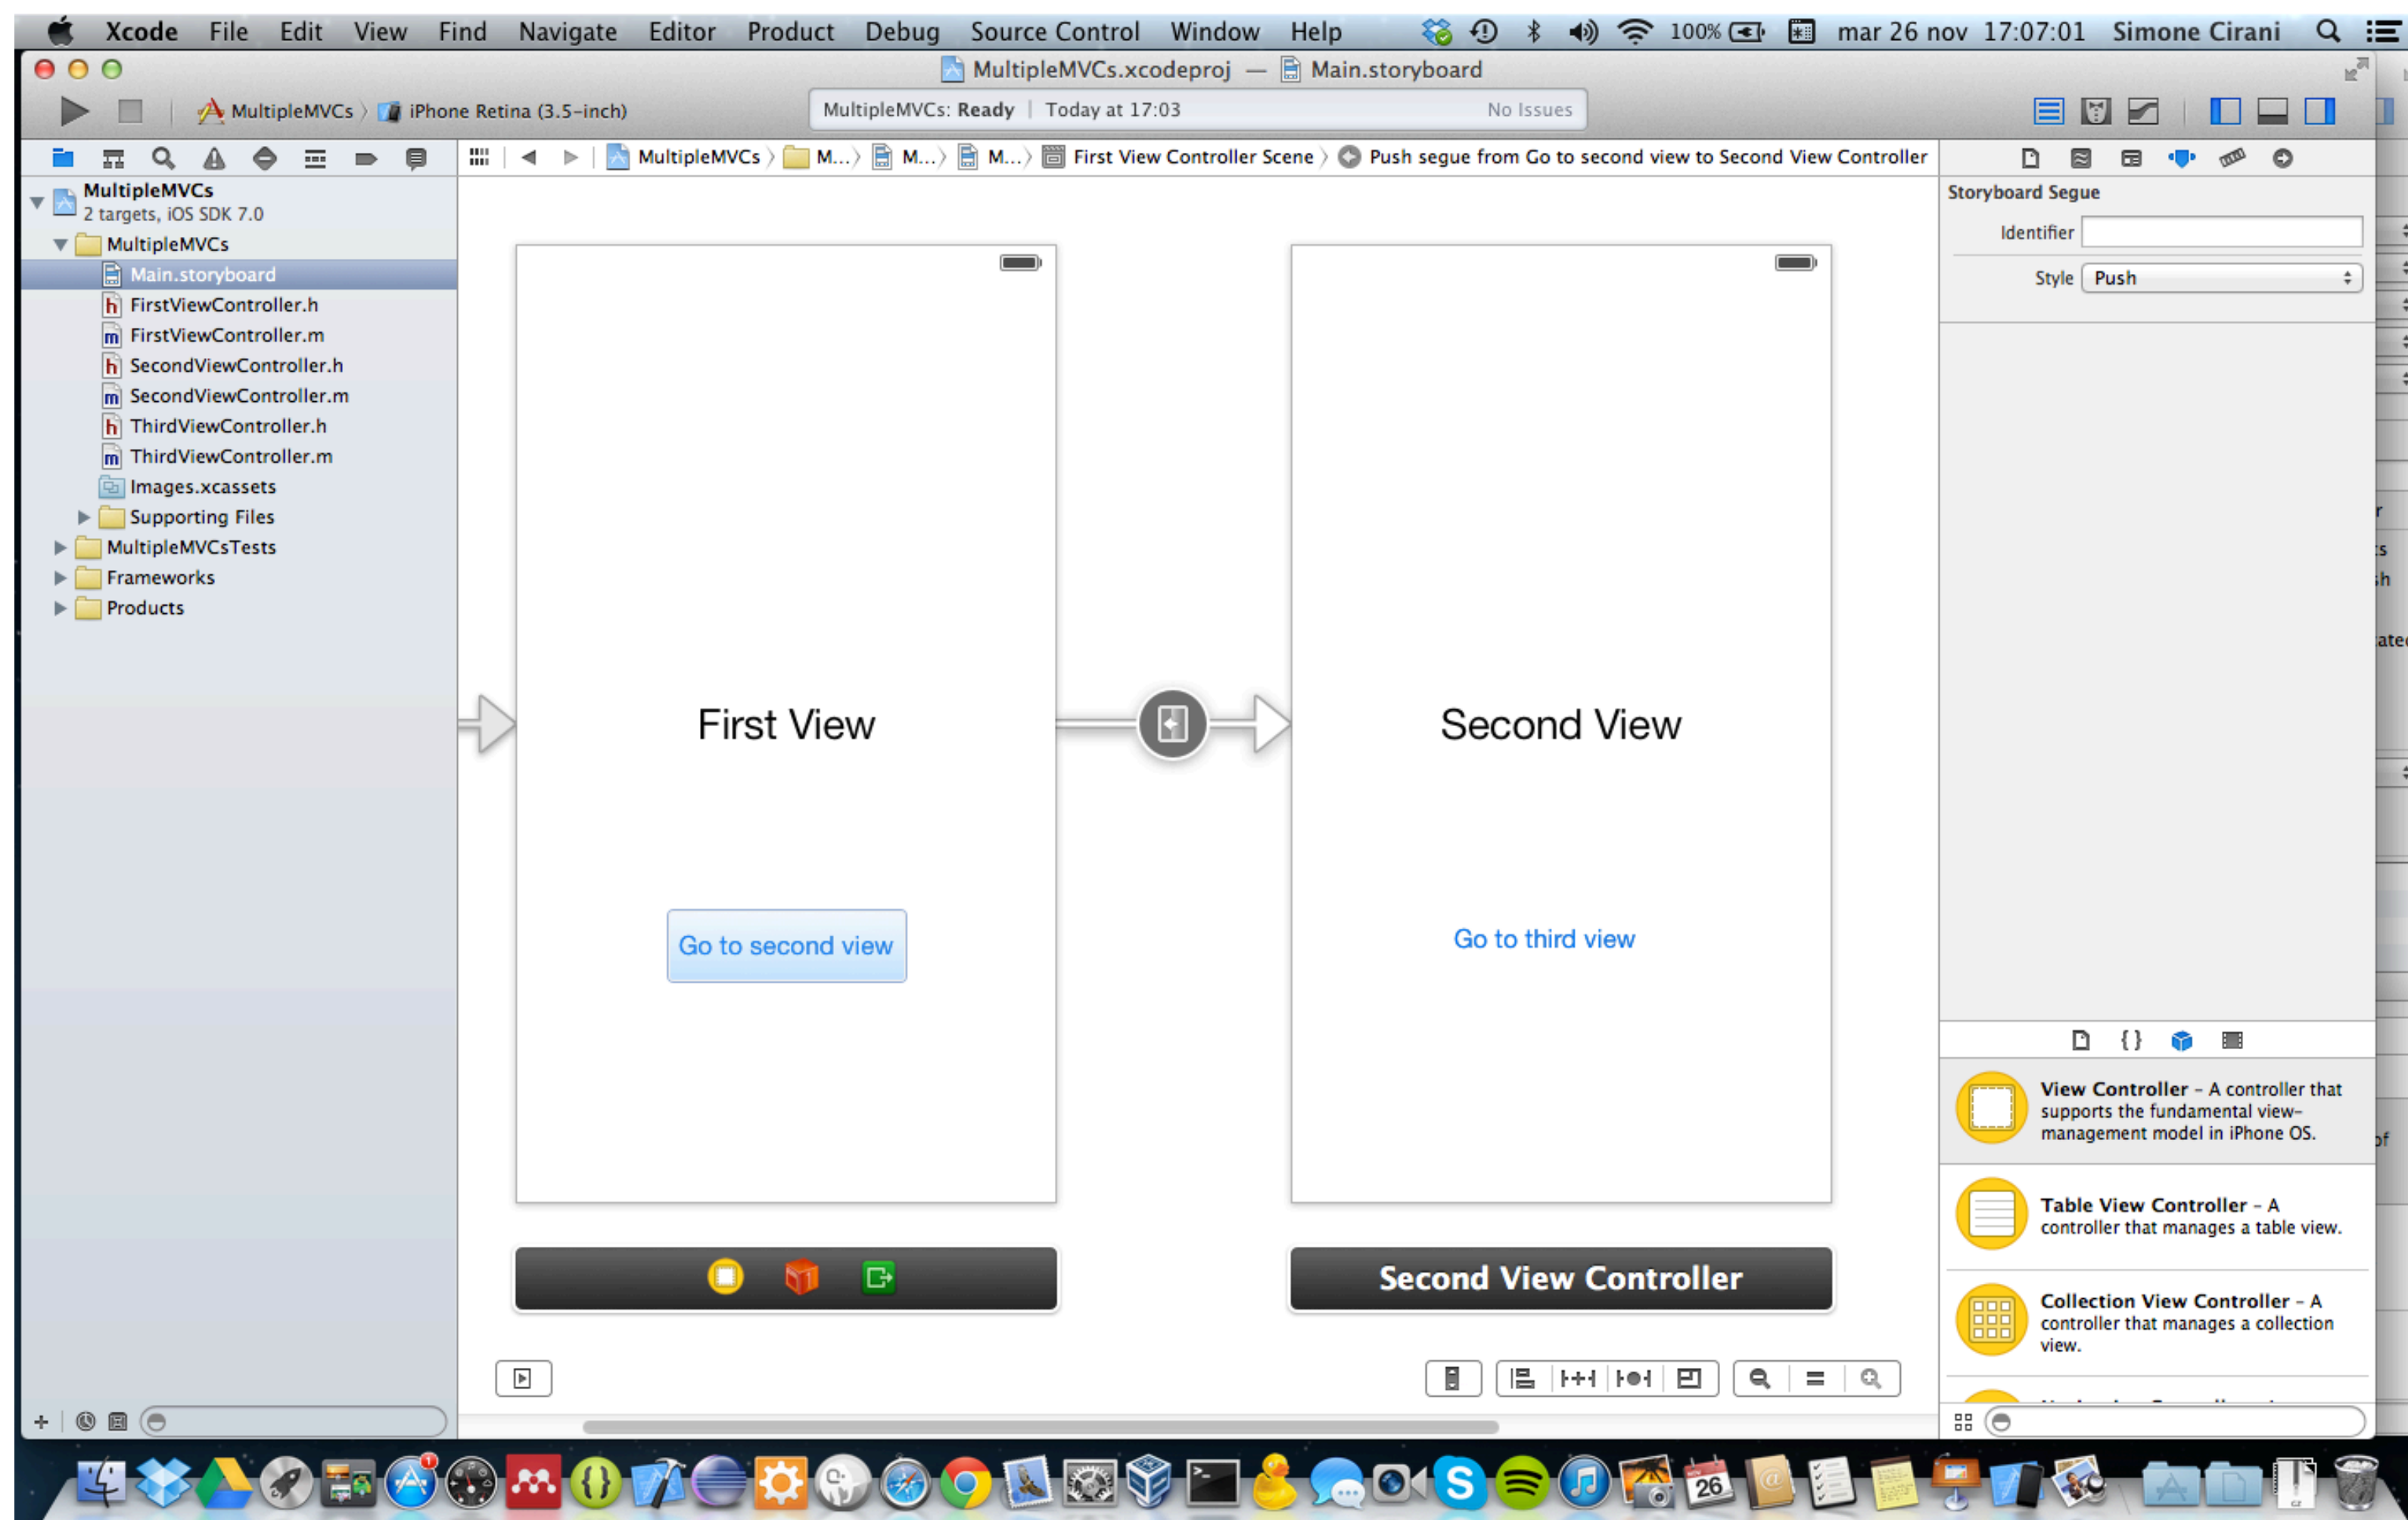 Xcode File Edit View Find Navigate Editor Product Debug Source Control Window Help 100% mar 26 nov 17:07:01 Simone Cirani
MultipleMVCs.xcodeproj — Main.storyboard
MultipleMVCs iPhone Retina (3.5-inch) MultipleMVCs: Ready | Today at 17:03 No Issues
MultipleMVCs M... M... M... First View Controller Scene Push segue from Go to second view to Second View Controller
MultipleMVCs
2 targets, iOS SDK 7.0
MultipleMVCs
Main.storyboard
FirstViewController.h
FirstViewController.m
SecondViewController.h
SecondViewController.m
ThirdViewController.h
ThirdViewController.m
Images.xcassets
Supporting Files
MultipleMVCsTests
Frameworks
Products
First View
Go to second view
Second View
Go to third view
Second View Controller
Storyboard Segue
Identifier
Style Push
View Controller - A controller that
supports the fundamental view-
management model in iPhone OS.
Table View Controller - A
controller that manages a table view.
Collection View Controller - A
controller that manages a collection
view.
26